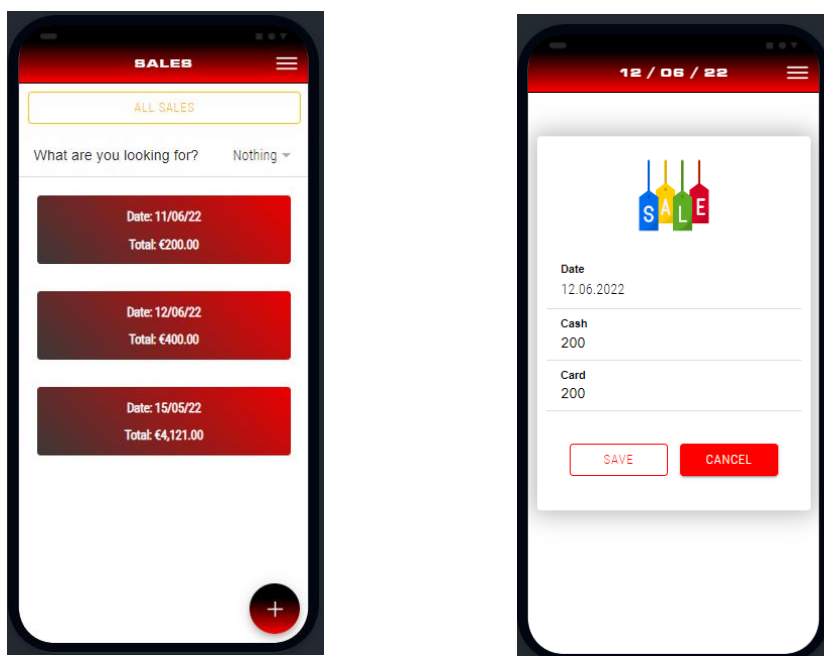 SALES
ALL SALES
What are you looking for? Nothing
Date: 11/06/22
Total: €200.00
Date: 12/06/22
Total: €400.00
Date: 15/05/22
Total: €4,121.00
+
12 / 06 / 22
SALE
Date
12.06.2022
Cash
200
Card
200
SAVE CANCEL